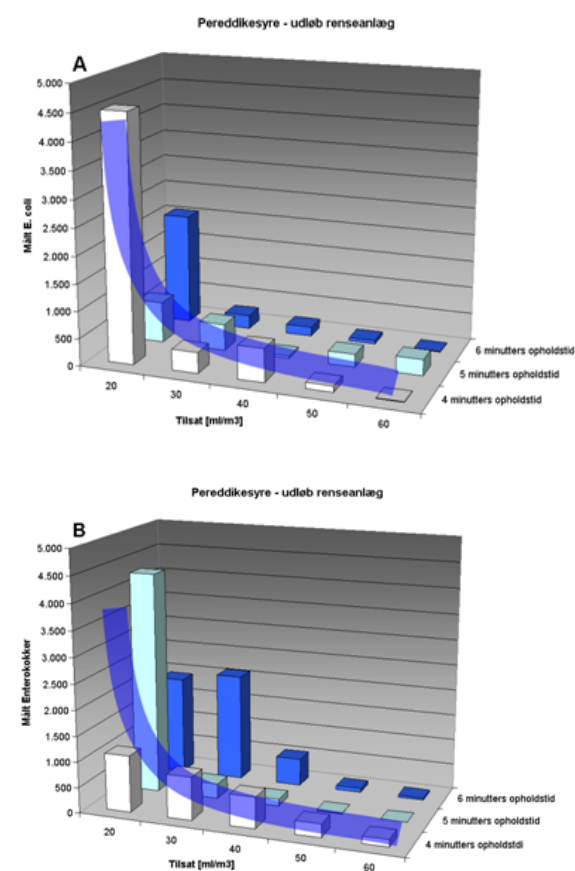 Pereddikesyre - udløb renseanlæg
A
5.000
4.500
4.000
3.500
3.000
2.500
2.000
1.500
1.000
500
0
Målt E. coli
20
30
40
50
60
Tilsat [ml/m3]
6 minutters opholdstid
5 minutters opholdstid
4 minutters opholdstid
Pereddikesyre - udløb renseanlæg
B
5.000
4.500
4.000
3.500
3.000
2.500
2.000
1.500
1.000
500
0
Målt Enterokokker
20
30
40
50
60
Tilsat [ml/m3]
6 minutters opholdstid
5 minutters opholdstid
4 minutters opholdstdi